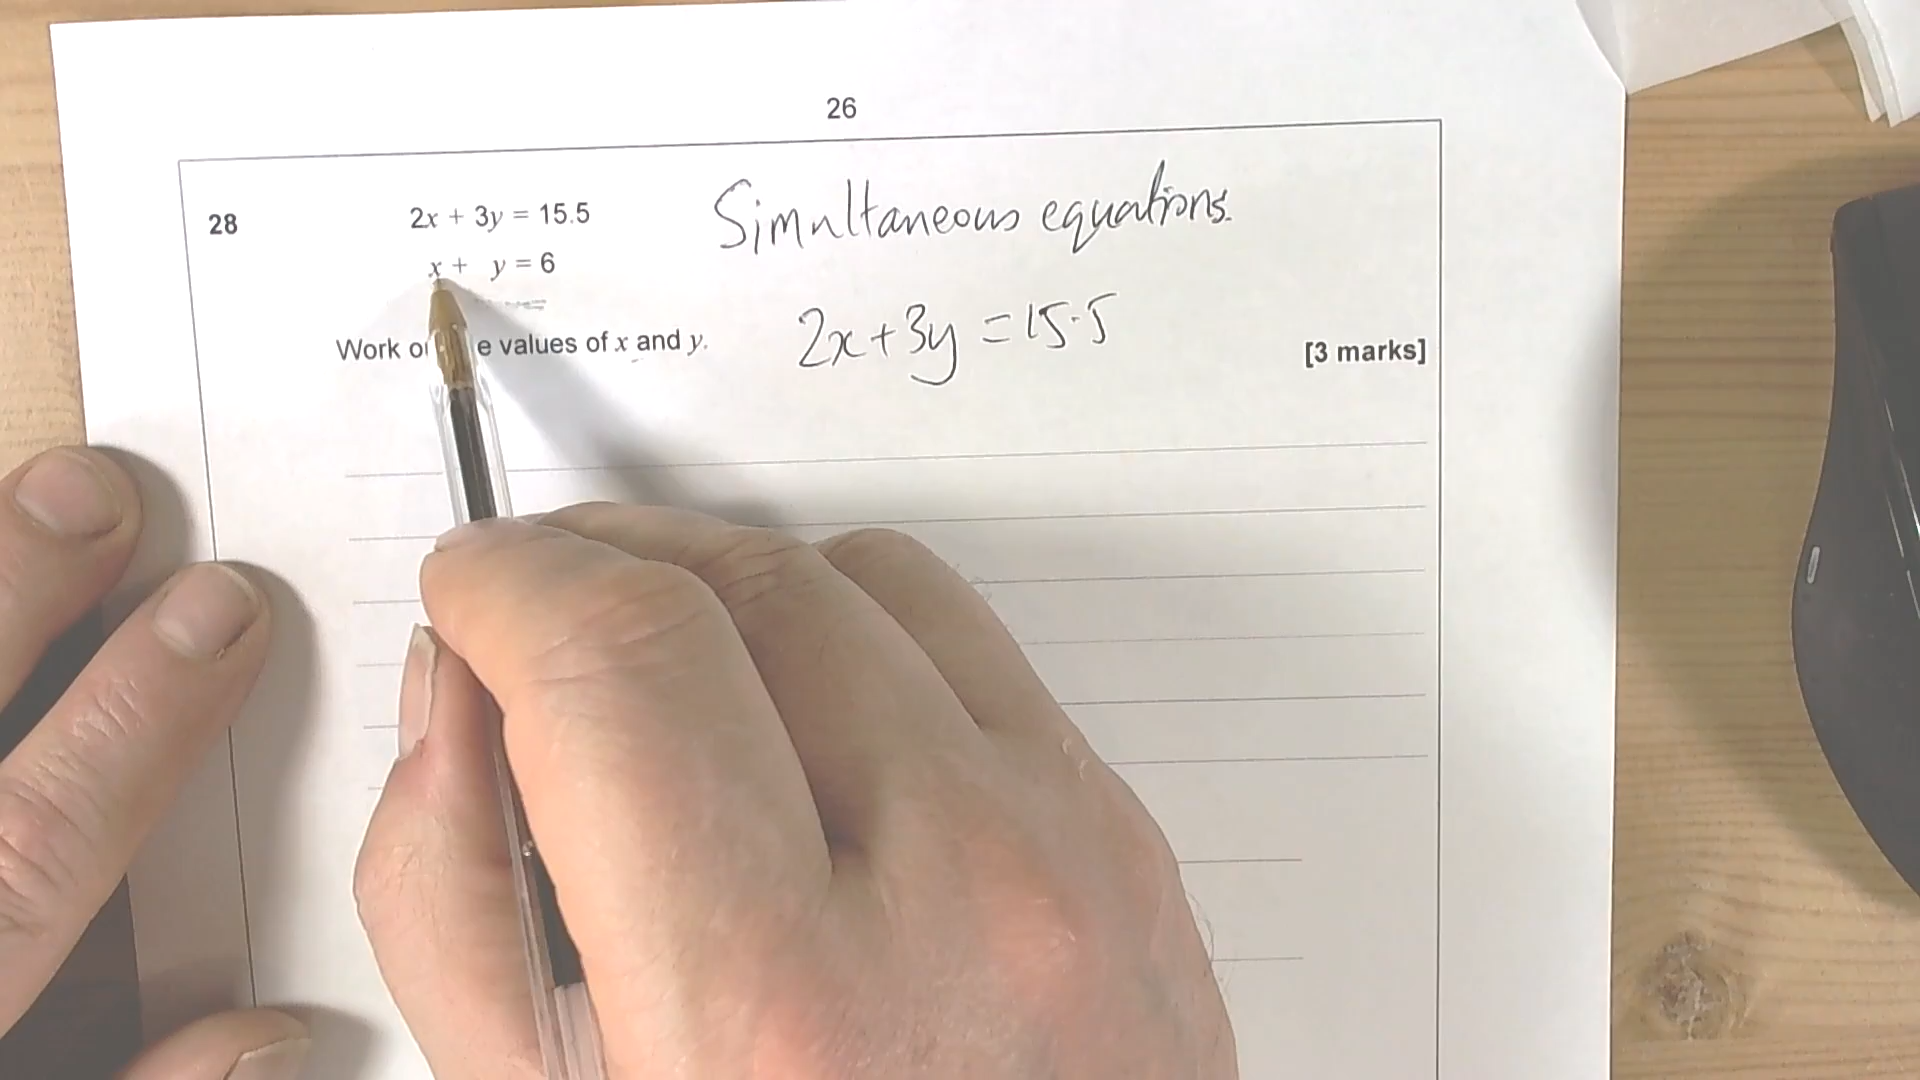 26
28
2x + 3y = 15.5
x + y = 6
Simultaneous equations.
2x + 3y = 15.5
Work values of x and y.
[3 marks]